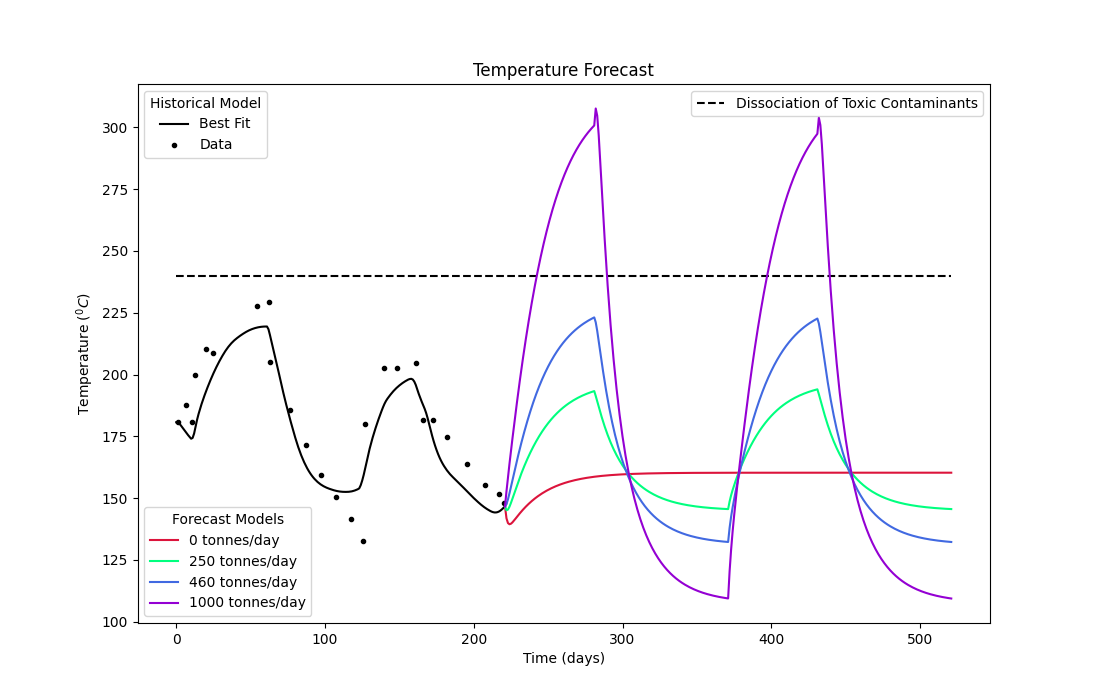 Temperature Forecast
Historical Model
Best Fit
Data
Dissociation of Toxic Contaminants
300
275
250
225
200
175
150
125
100
Temperature (⁰C)
Forecast Models
0 tonnes/day
250 tonnes/day
460 tonnes/day
1000 tonnes/day
0 100 200 300 400 500
Time (days)